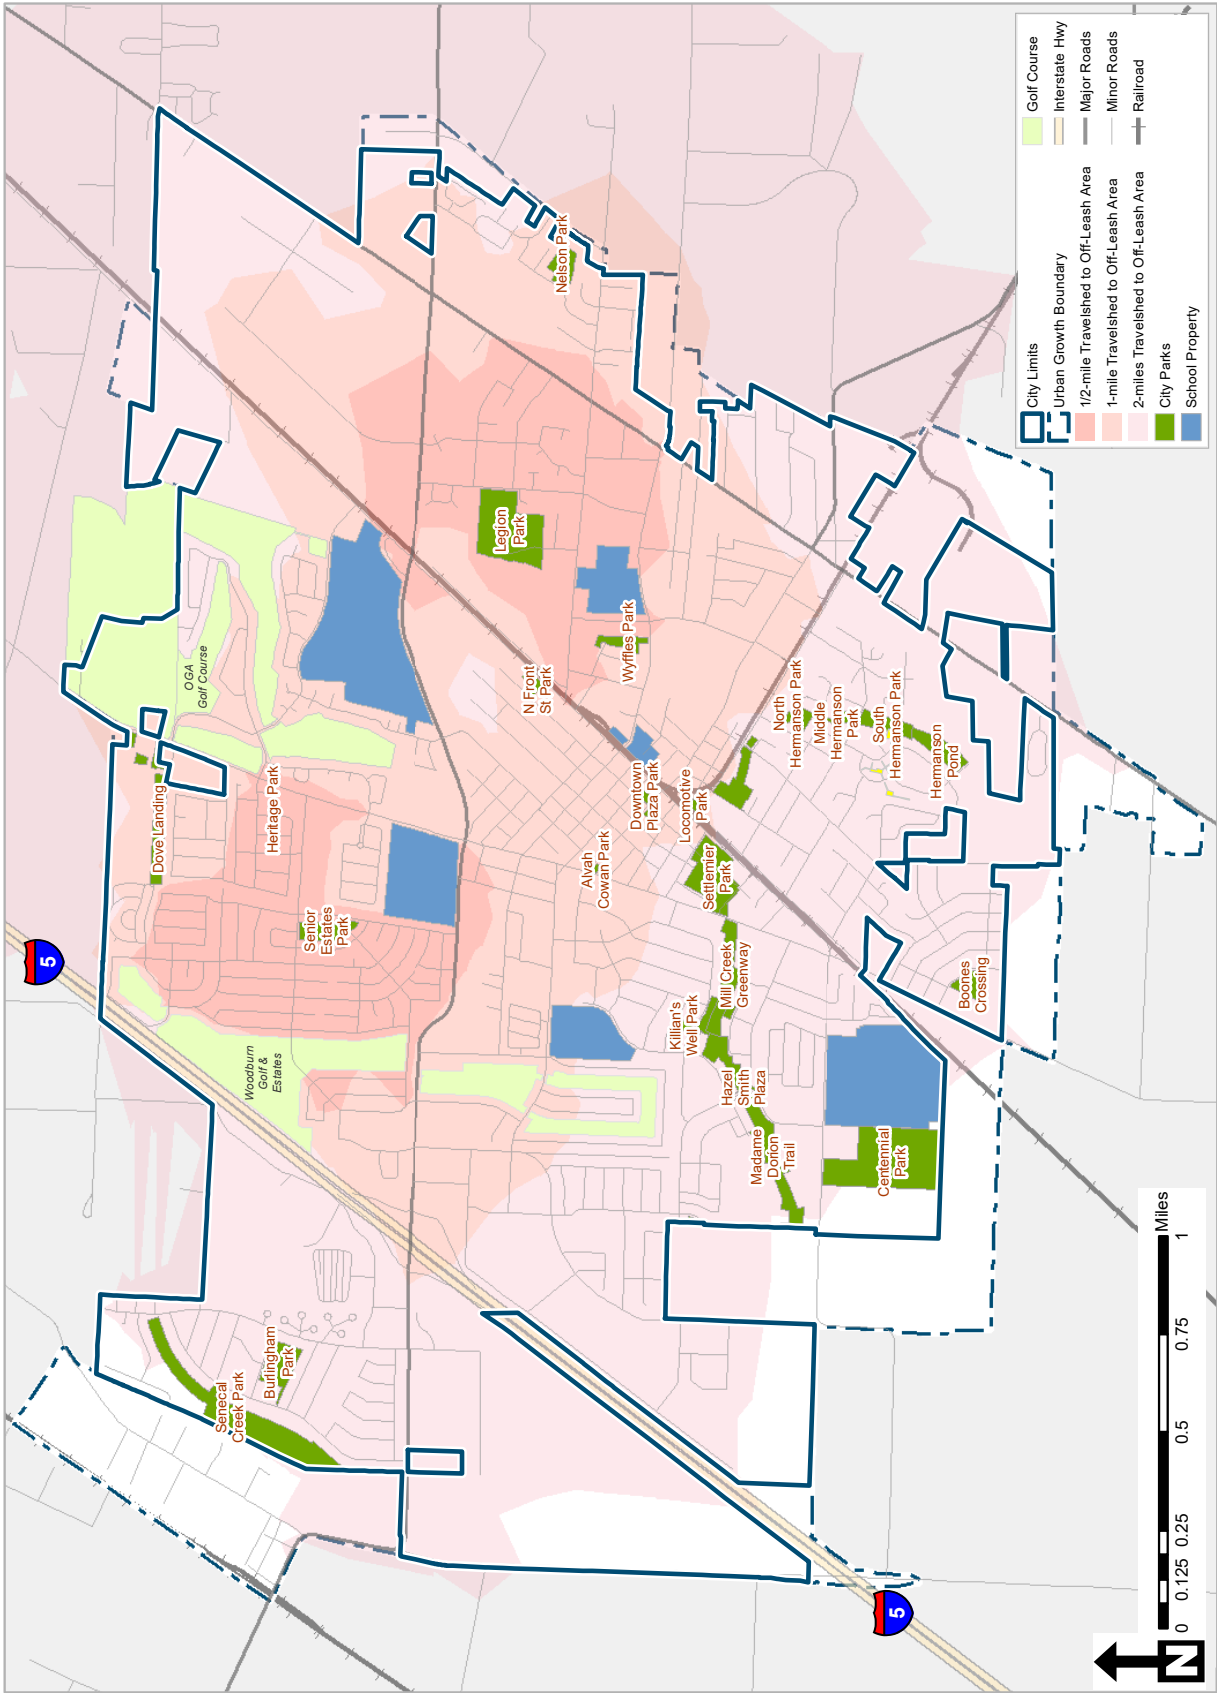 5
OGA
Golf Course
Dove Landing
Heritage Park
Senior
Estates
Park
Woodburn
Golf &
Estates
Senecal
Creek Park
Burlingham
Park
Legion
Park
Nelson Park
Wyffles Park
N Front
St Park
Downtown
Plaza Park
Locomotive
Park
Alvah
Cowan Park
Settlemier
Park
Mill Creek
Greenway
Killian's
Well Park
Hazel
Smith
Plaza
Madame
Dorion
Trail
Centennial
Park
Boones
Crossing
North
Hermanson Park
Middle
Hermanson
Park
South
Hermanson Park
Hermanson
Pond
5
N
0 0.125 0.25 0.5 0.75 1
Miles
City Limits
Urban Growth Boundary
1/2-mile Travelshed to Off-Leash Area
1-mile Travelshed to Off-Leash Area
2-miles Travelshed to Off-Leash Area
City Parks
School Property
Golf Course
Interstate Hwy
Major Roads
Minor Roads
Railroad